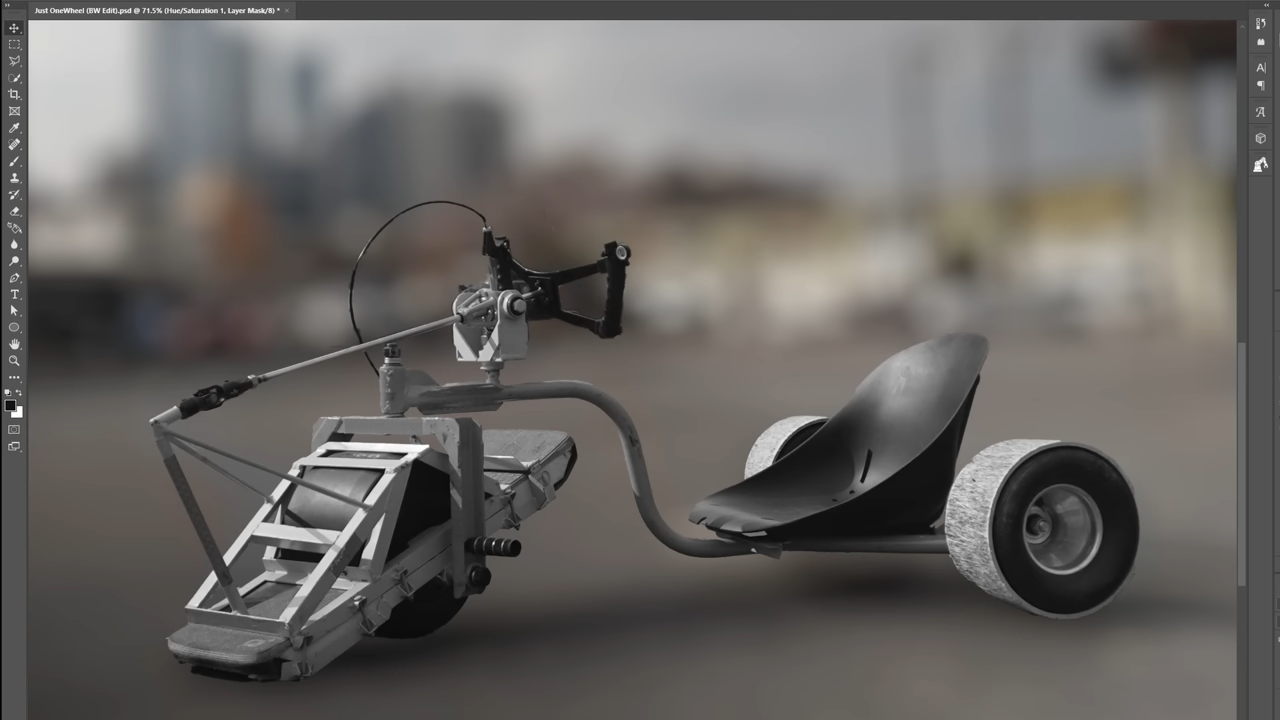 Just OneWheel (BW Edit).psd @ 71.5% (Hue/Saturation 1, Layer Mask/8) *